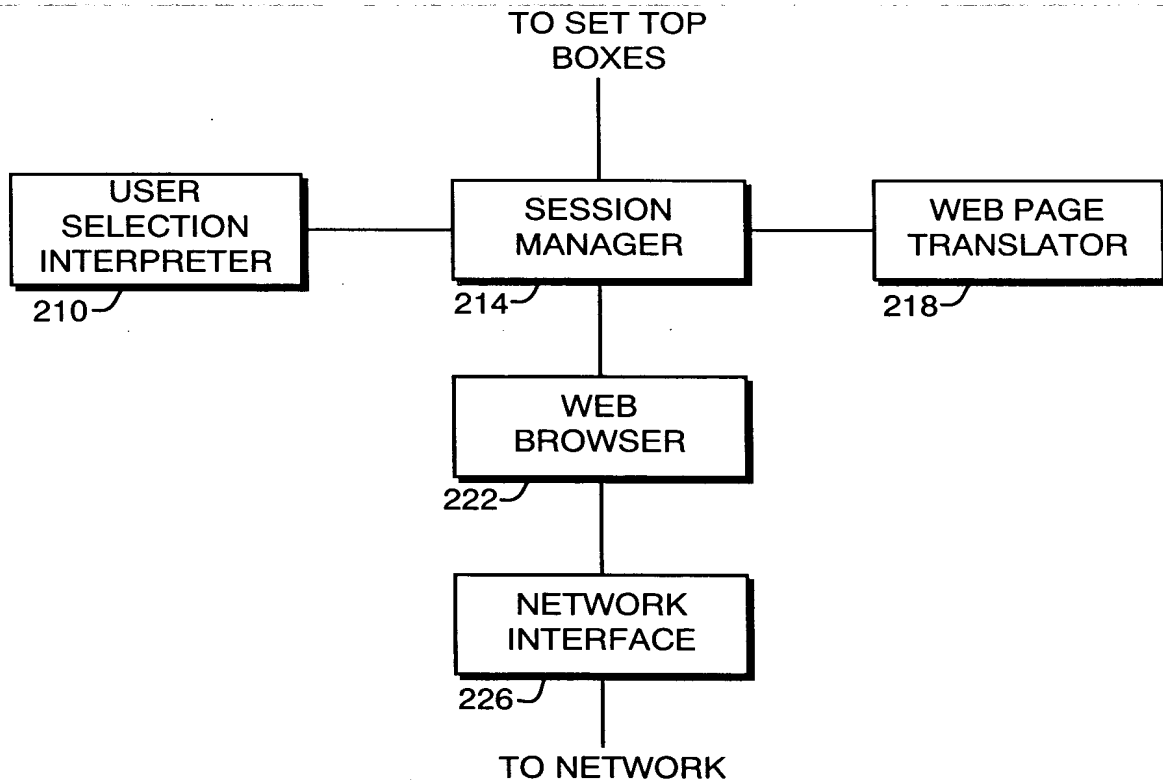 TO SET TOP
BOXES
USER
SELECTION
INTERPRETER
210
SESSION
MANAGER
214
WEB PAGE
TRANSLATOR
218
WEB
BROWSER
222
NETWORK
INTERFACE
226
TO NETWORK